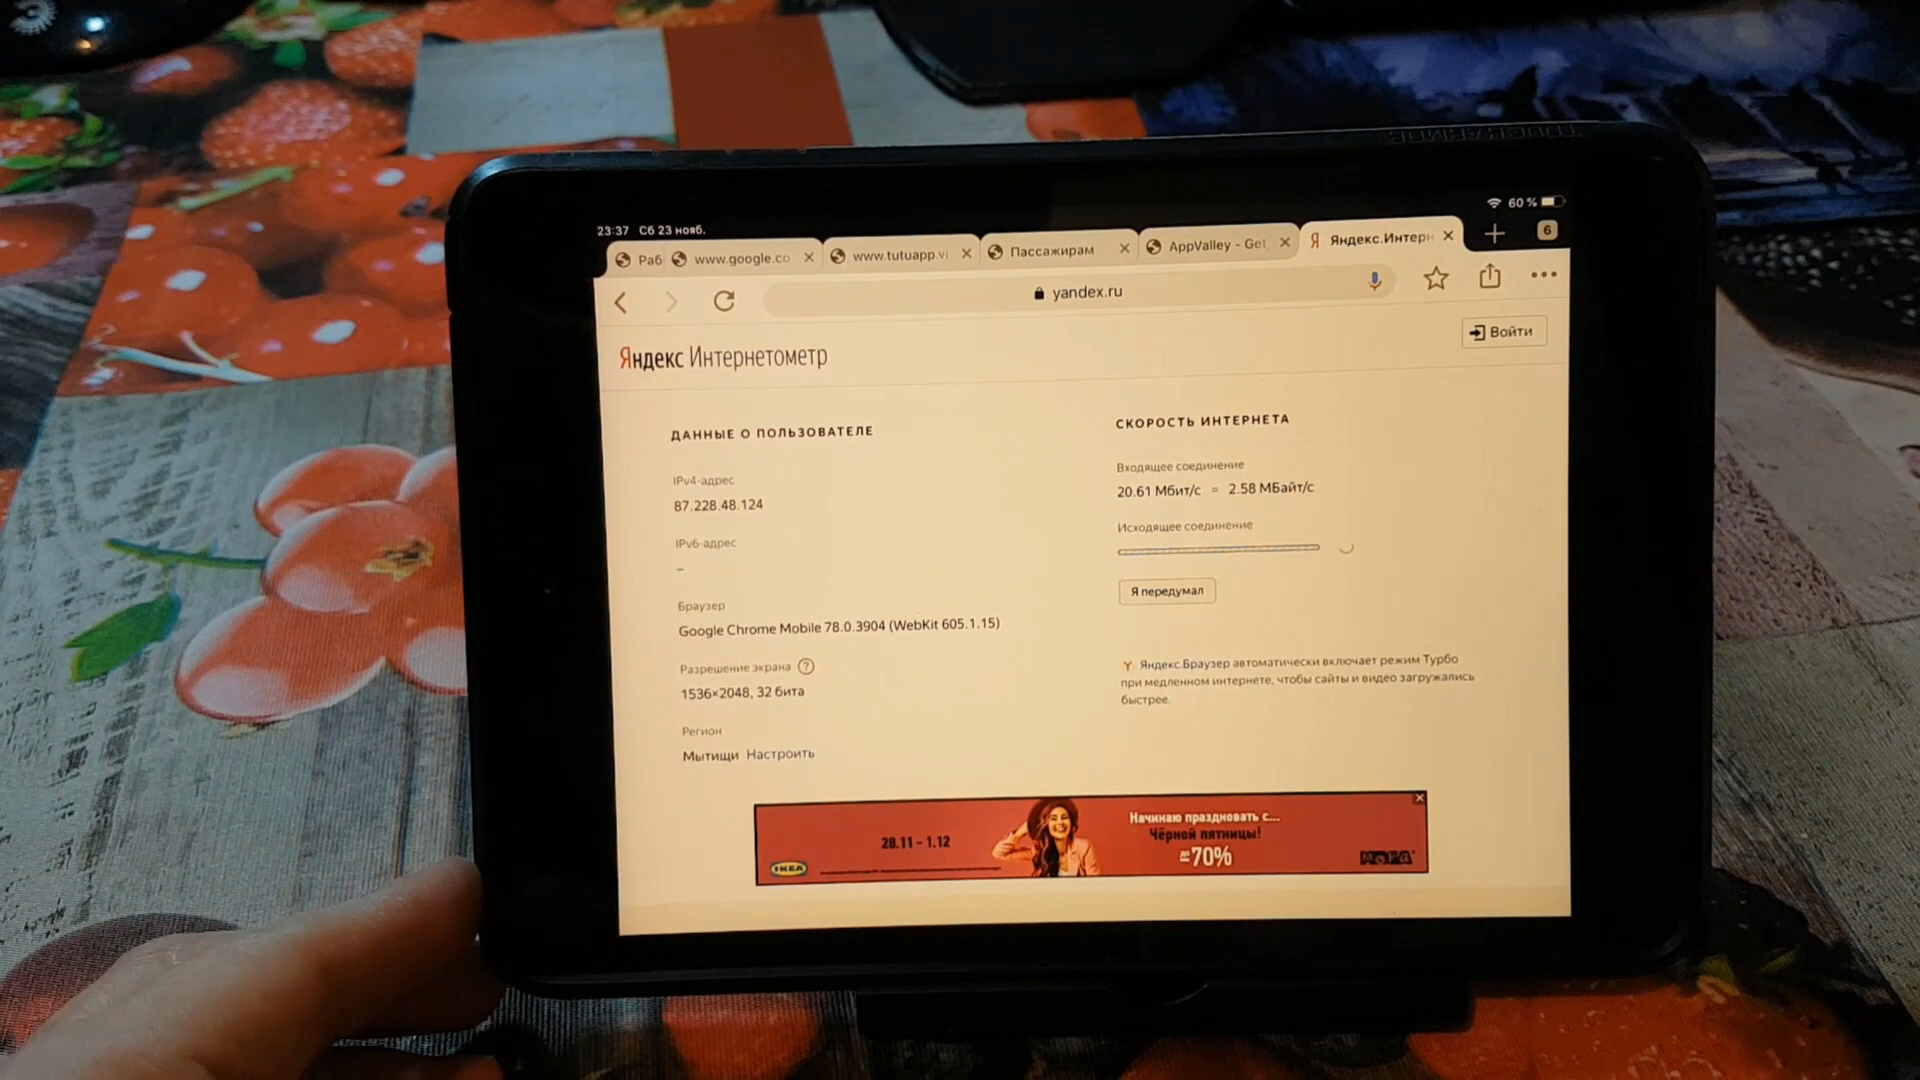 23:37 Сб 23 нояб.
60 %
Раб
www.google.co
www.tutuapp.vi
Пассажирам
AppValley - Get
Яндекс.Интерн
6
yandex.ru
Яндекс Интернетометр
Войти
ДАННЫЕ О ПОЛЬЗОВАТЕЛЕ
IPv4-адрес
87.228.48.124
IPv6-адрес
–
Браузер
Google Chrome Mobile 78.0.3904 (WebKit 605.1.15)
Разрешение экрана ?
1536×2048, 32 бита
Регион
Мытищи Настроить
СКОРОСТЬ ИНТЕРНЕТА
Входящее соединение
20.61 Мбит/с = 2.58 МБайт/с
Исходящее соединение
Я передумал
Яндекс.Браузер автоматически включает режим Турбо
при медленном интернете, чтобы сайты и видео загружались
быстрее.
28.11 - 1.12
IKEA
Начинаю праздновать с...
Чёрной пятницы!
до -70%
МЕГА